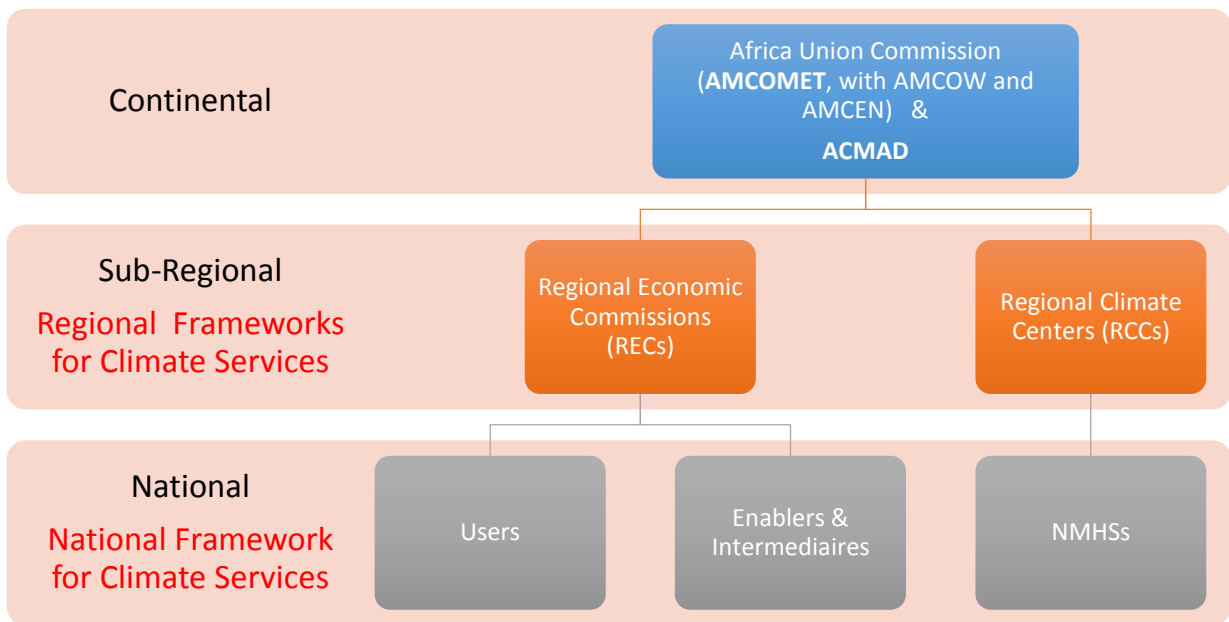 Continental
Africa Union Commission
(AMCOMET, with AMCOW and
AMCEN) &
ACMAD
Sub-Regional
Regional Frameworks
for Climate Services
Regional Economic
Commissions
(RECs)
Regional Climate
Centers (RCCs)
National
National Framework
for Climate Services
Users
Enablers &
Intermediaires
NMHSs